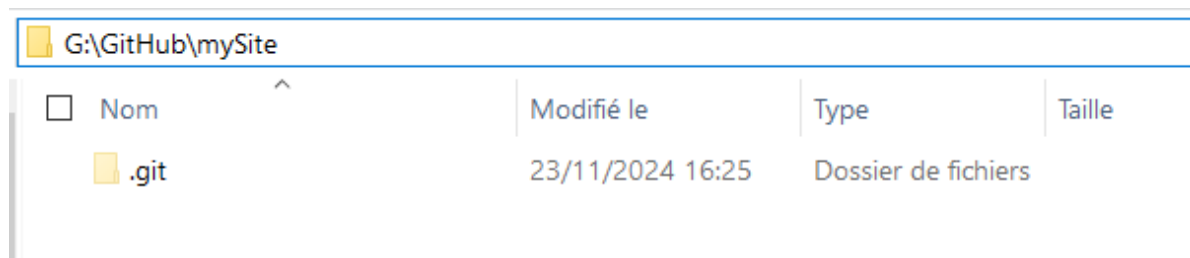 G:\GitHub\mySite
Nom Modifié le Type Taille
.git 23/11/2024 16:25 Dossier de fichiers